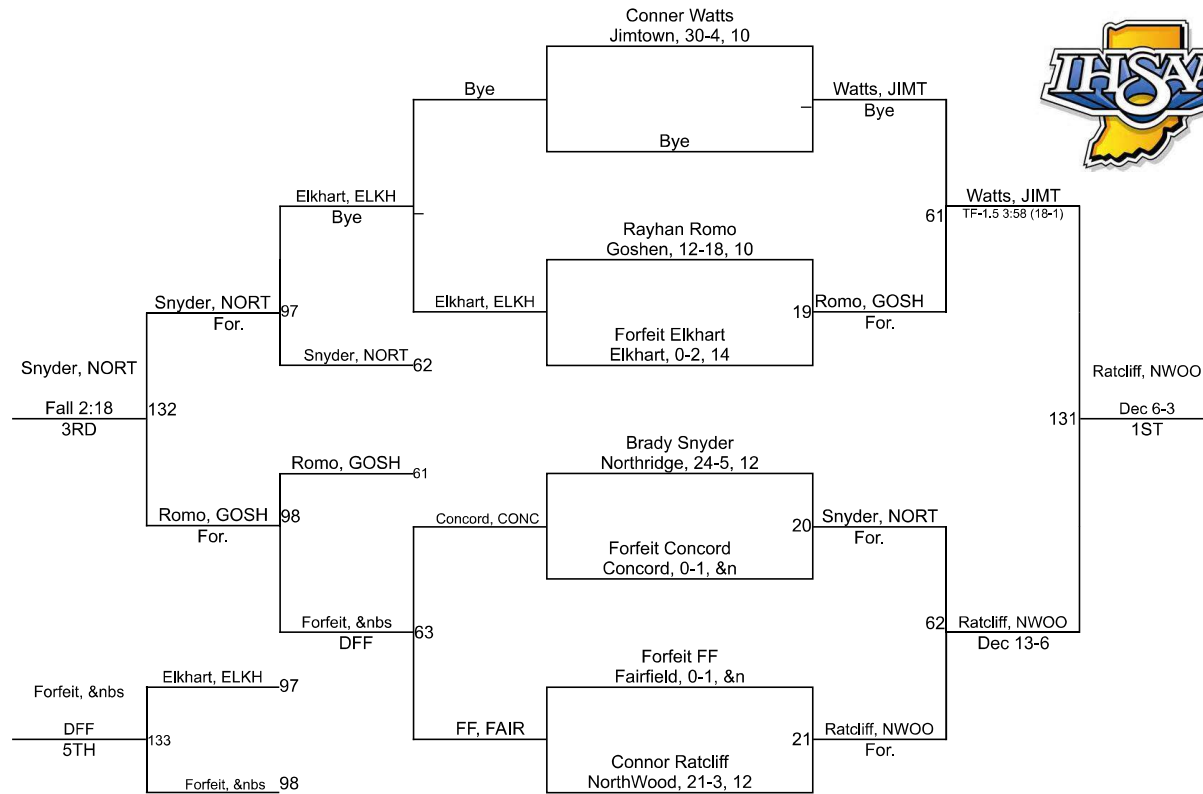 Conner Watts
Jimtown, 30-4, 10
IHSAA
Bye
Watts, JIMT
Bye
Bye
Elkhart, ELKH
Bye
Watts, JIMT
TF-1.5 3:58 (18-1)
61
Rayhan Romo
Goshen, 12-18, 10
Snyder, NORT
For.
97
Elkhart, ELKH
19
Romo, GOSH
For.
Forfeit Elkhart
Elkhart, 0-2, 14
Snyder, NORT
62
Snyder, NORT
Fall 2:18
3RD
132
Ratcliff, NWOO
Dec 6-3
1ST
131
Brady Snyder
Northridge, 24-5, 12
Romo, GOSH
61
Romo, GOSH
For.
98
Concord, CONC
20
Snyder, NORT
For.
Forfeit Concord
Concord, 0-1, &n
Forfeit, &nbs
DFF
63
62
Ratcliff, NWOO
Dec 13-6
Forfeit FF
Fairfield, 0-1, &n
Elkhart, ELKH
97
Forfeit, &nbs
DFF
5TH
133
FF, FAIR
21
Ratcliff, NWOO
For.
Connor Ratcliff
NorthWood, 21-3, 12
Forfeit, &nbs
98